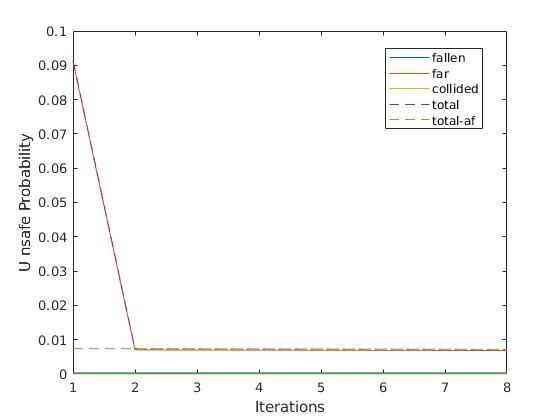 0.1
0.09
0.08
0.07
0.06
0.05
0.04
0.03
0.02
0.01
0
U nsafe Probability
fallen
far
collided
total
total-af
1 2 3 4 5 6 7 8
Iterations